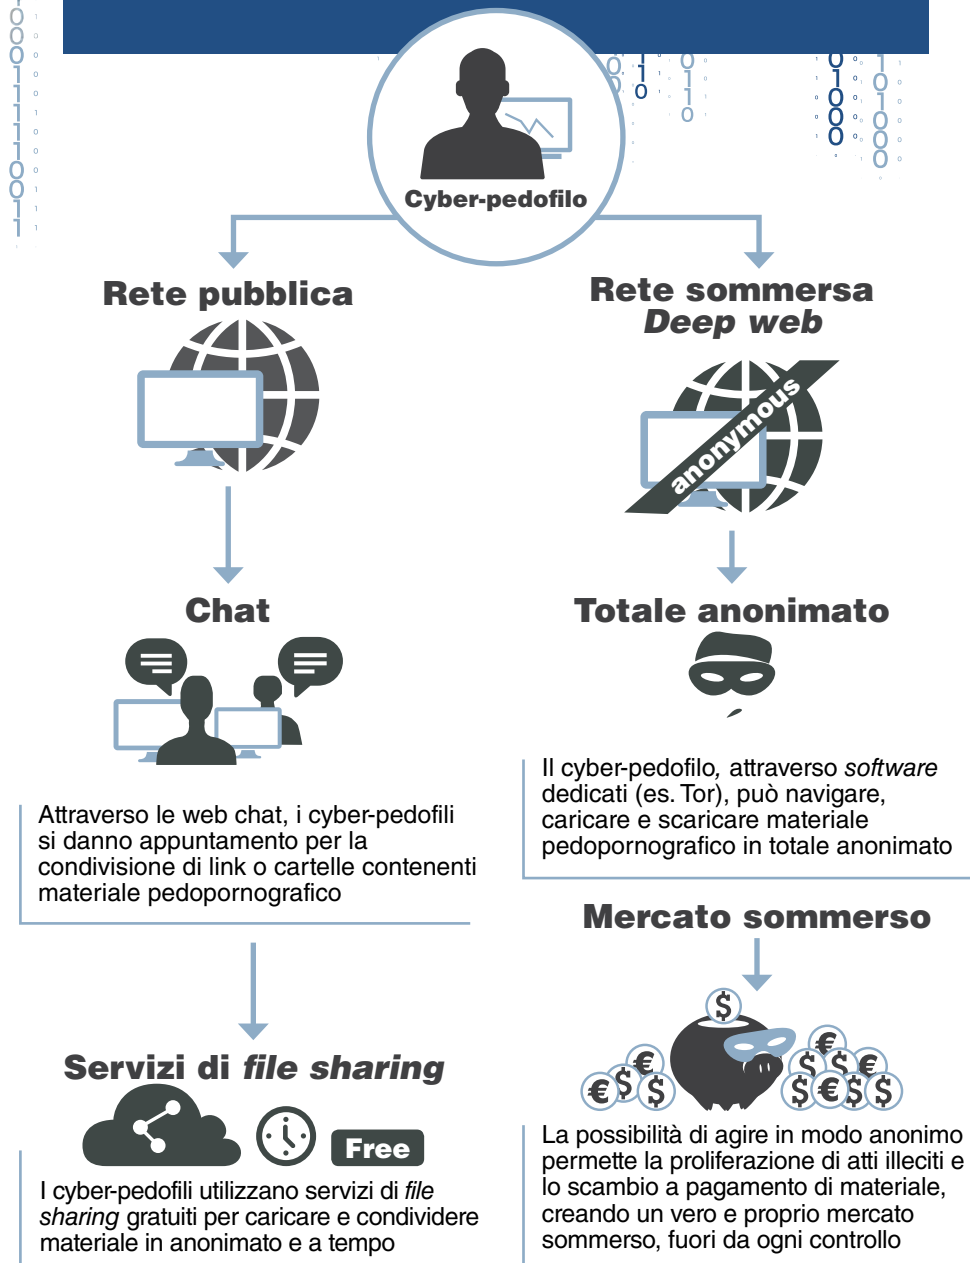 Cyber-pedofilo
Rete pubblica
Chat
Attraverso le web chat, i cyber-pedofili
si danno appuntamento per la
condivisione di link o cartelle contenenti
materiale pedopornografico
Servizi di file sharing
Free
I cyber-pedofili utilizzano servizi di file
sharing gratuiti per caricare e condividere
materiale in anonimato e a tempo
Rete sommersa
Deep web
anonymous
Totale anonimato
Il cyber-pedofilo, attraverso software
dedicati (es. Tor), può navigare,
caricare e scaricare materiale
pedopornografico in totale anonimato
Mercato sommerso
La possibilità di agire in modo anonimo
permette la proliferazione di atti illeciti e
lo scambio a pagamento di materiale,
creando un vero e proprio mercato
sommerso, fuori da ogni controllo